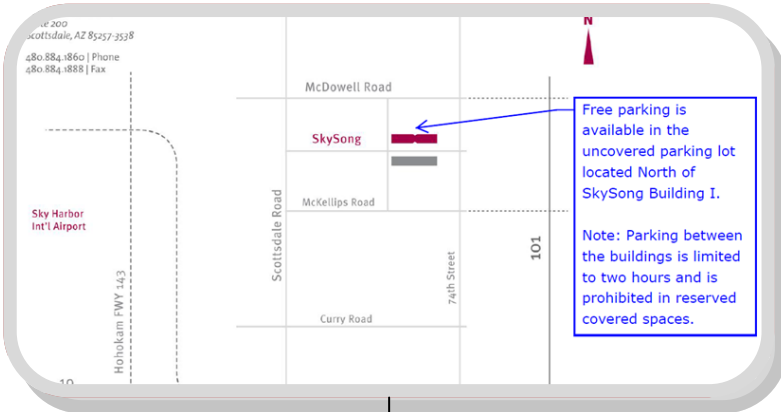 200
Scottsdale, AZ 85257-3538
480.884.1860 | Phone
480.884.1888 | Fax
N
McDowell Road
SkySong
McKellips Road
Scottsdale Road
74th Street
101
Curry Road
Sky Harbor
Int'l Airport
Hohokam FWY 143
10
Free parking is
available in the
uncovered parking lot
located North of
SkySong Building I.
Note: Parking between
the buildings is limited
to two hours and is
prohibited in reserved
covered spaces.